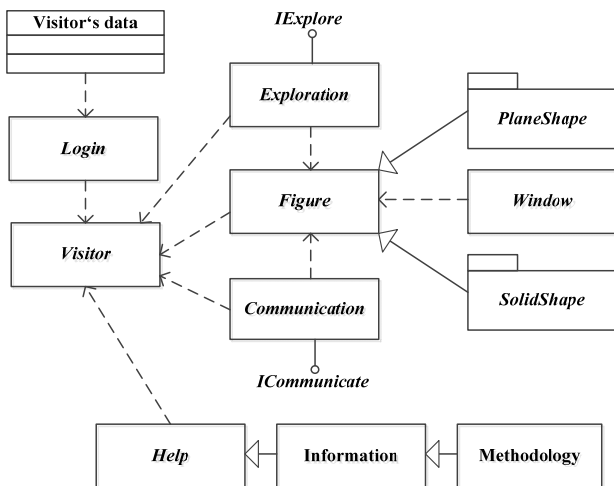 Visitor‘s data
IExplore
Exploration
PlaneShape
Login
Figure
Window
Visitor
Communication
SolidShape
ICommunicate
Help
Information
Methodology